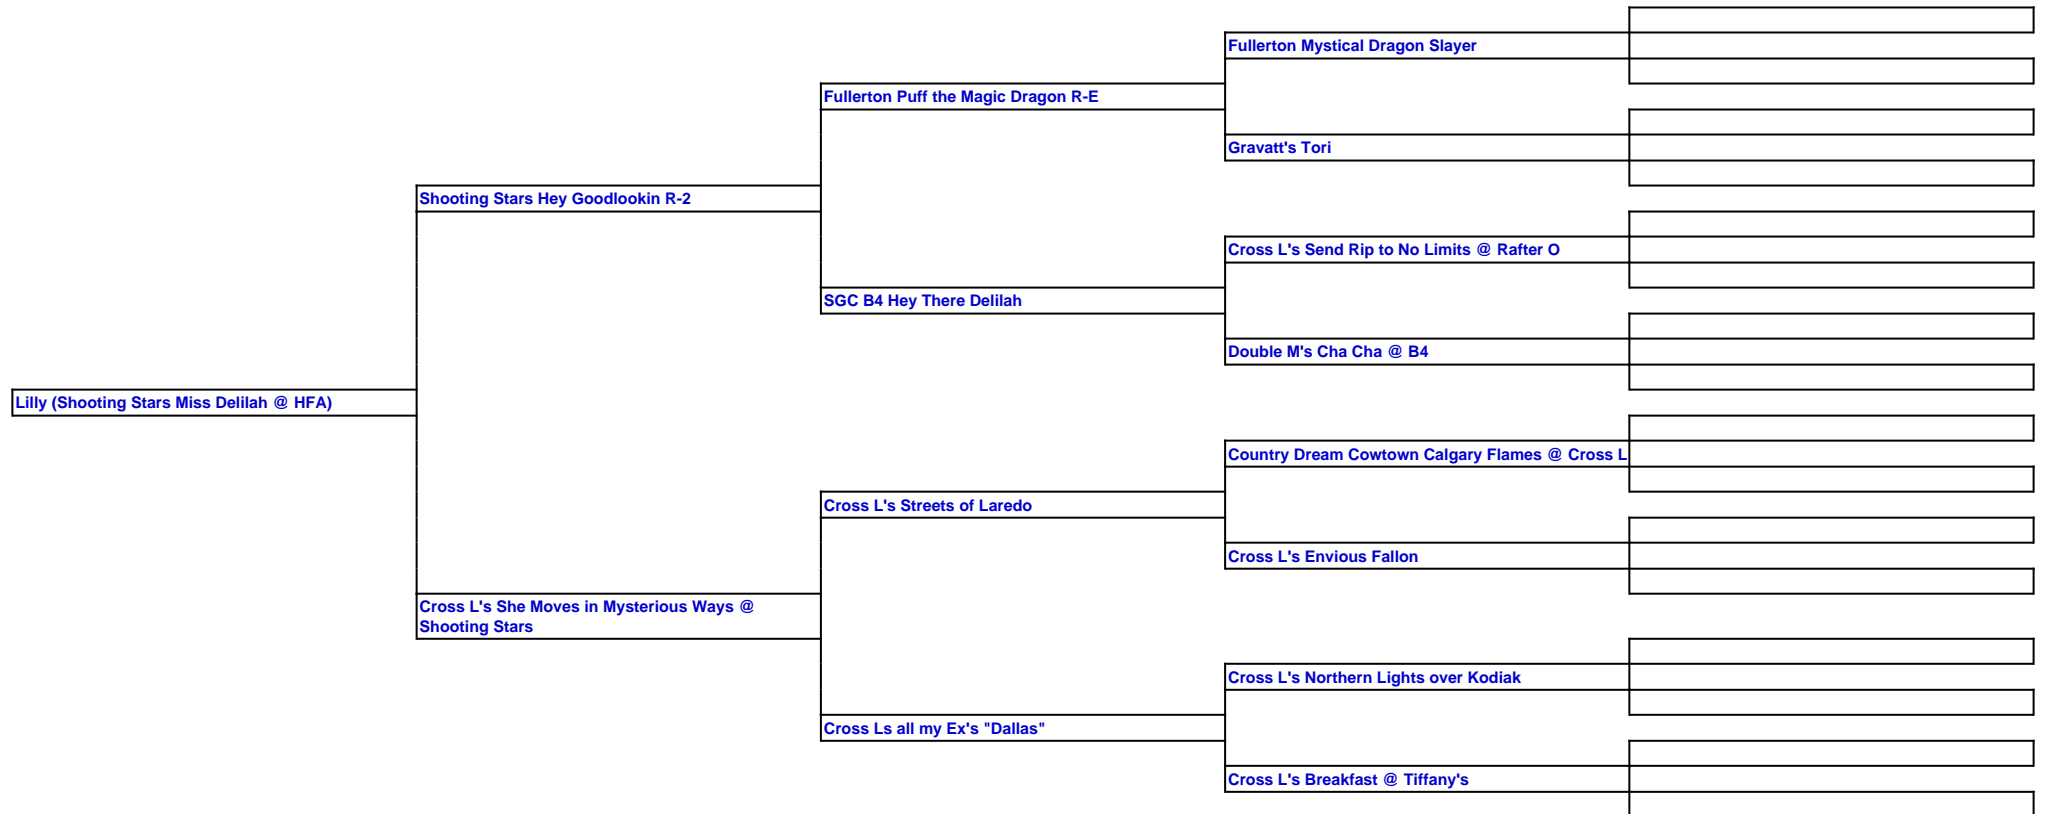 Fullerton Mystical Dragon Slayer
Fullerton Puff the Magic Dragon R-E
Gravatt's Tori
Shooting Stars Hey Goodlookin R-2
Cross L's Send Rip to No Limits @ Rafter O
SGC B4 Hey There Delilah
Double M's Cha Cha @ B4
Lilly (Shooting Stars Miss Delilah @ HFA)
Country Dream Cowtown Calgary Flames @ Cross L
Cross L's Streets of Laredo
Cross L's Envious Fallon
Cross L's She Moves in Mysterious Ways @
Shooting Stars
Cross L's Northern Lights over Kodiak
Cross Ls all my Ex's "Dallas"
Cross L's Breakfast @ Tiffany's